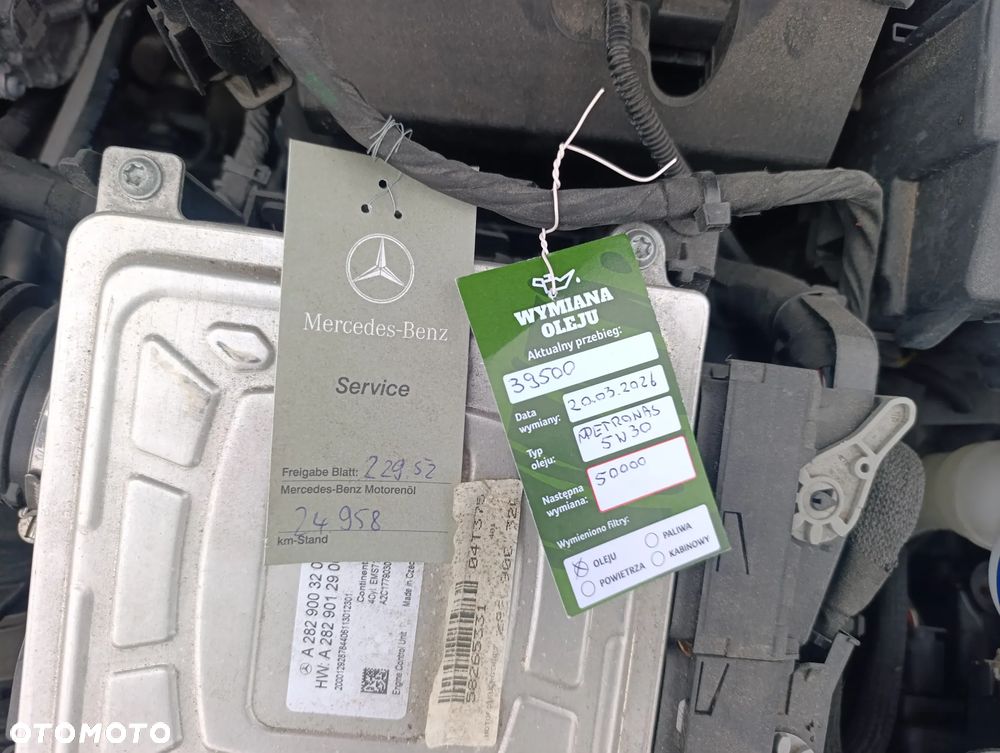 Mercedes-Benz
Service
Freigabe Blatt: 229.52
Mercedes-Benz Motorenöl
24 958
km-Stand
WYMIANA
OLEJU
Aktualny przebieg:
39500
Data
wymiany: 20.03.2026
Typ
oleju: PETRONAS
5W30
Następna
wymiana: 50000
Wymieniono filtry:
OLEJU
PALIWA
POWIETRZA
KABINOWY
A 282 900 32 0
HW: A 282 901 29 0
Continent
Made in Czec
Engine Control Unit
OTOMOTO